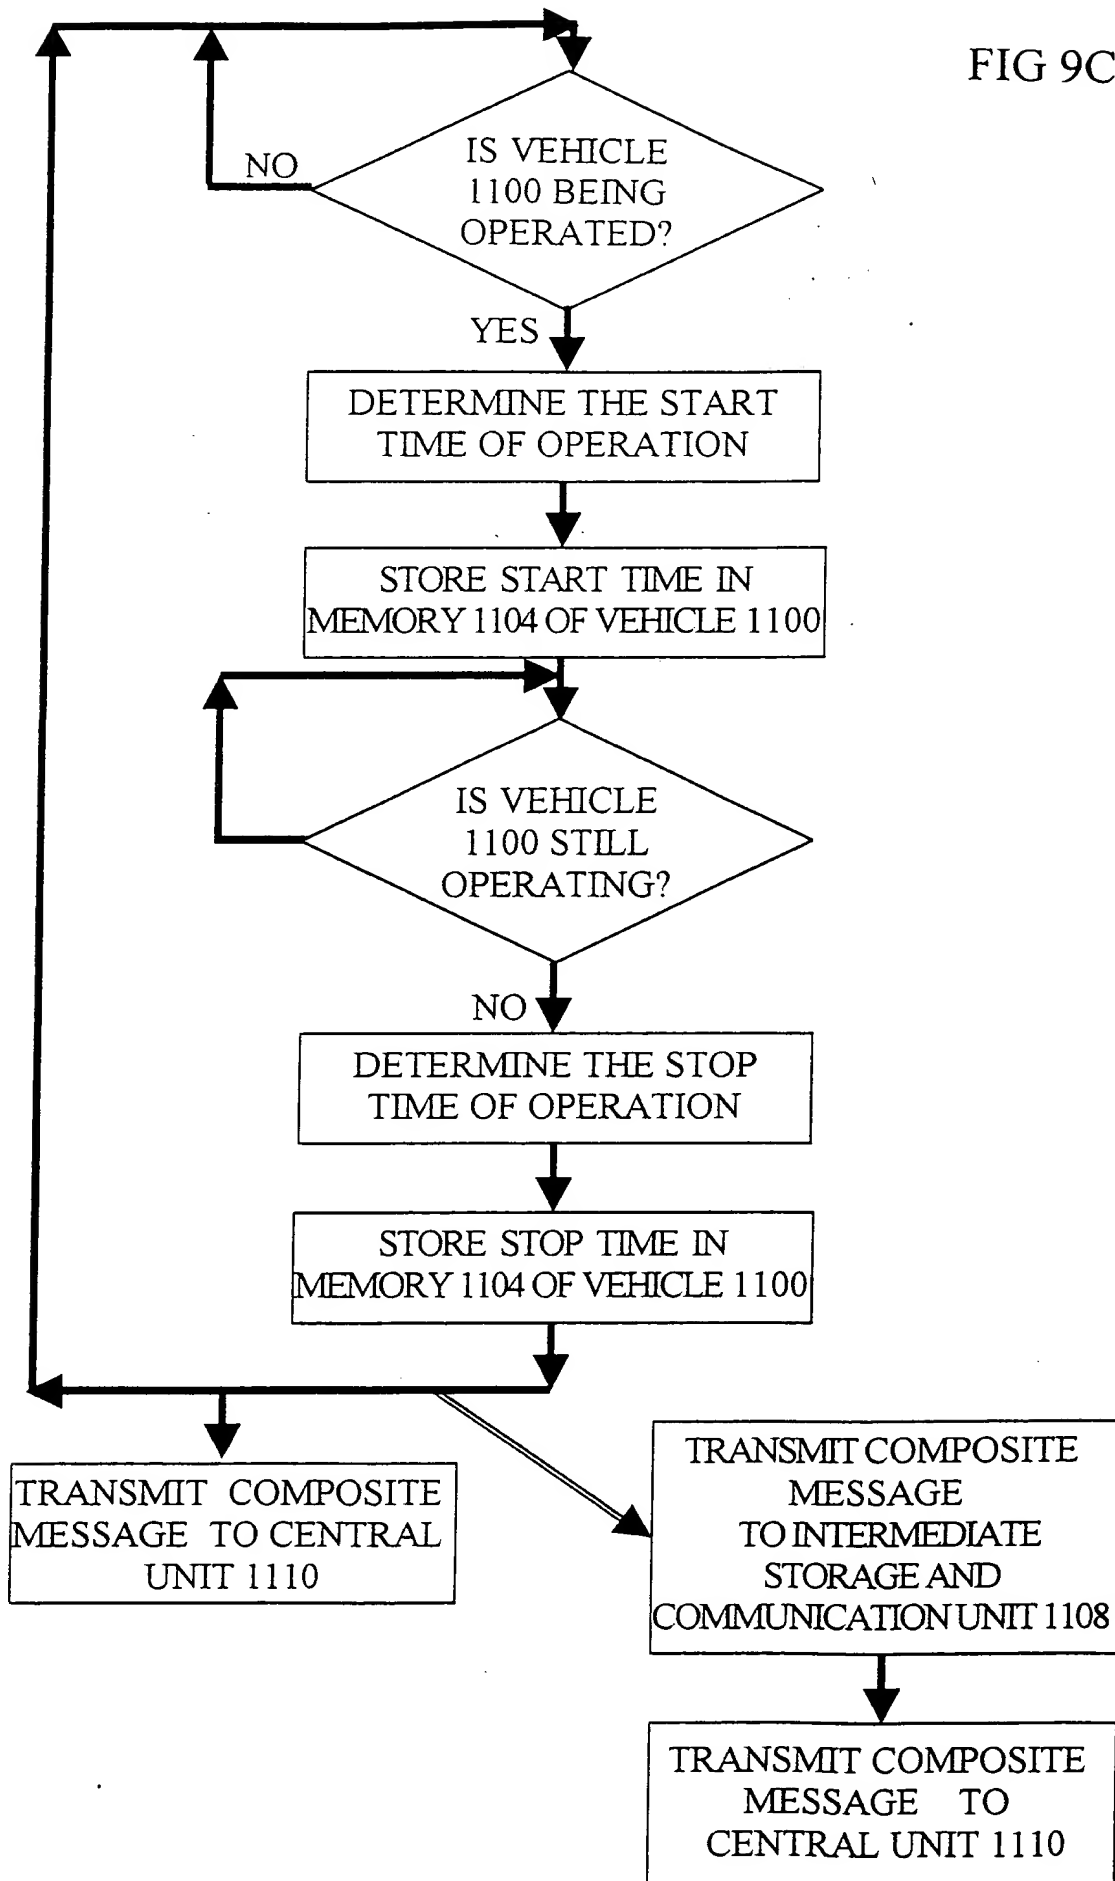 FIG 9C
IS VEHICLE
1100 BEING
OPERATED?
NO
YES
DETERMINE THE START
TIME OF OPERATION
STORE START TIME IN
MEMORY 1104 OF VEHICLE 1100
IS VEHICLE
1100 STILL
OPERATING?
NO
DETERMINE THE STOP
TIME OF OPERATION
STORE STOP TIME IN
MEMORY 1104 OF VEHICLE 1100
TRANSMIT COMPOSITE
MESSAGE TO CENTRAL
UNIT 1110
TRANSMIT COMPOSITE
MESSAGE
TO INTERMEDIATE
STORAGE AND
COMMUNICATION UNIT 1108
TRANSMIT COMPOSITE
MESSAGE TO
CENTRAL UNIT 1110